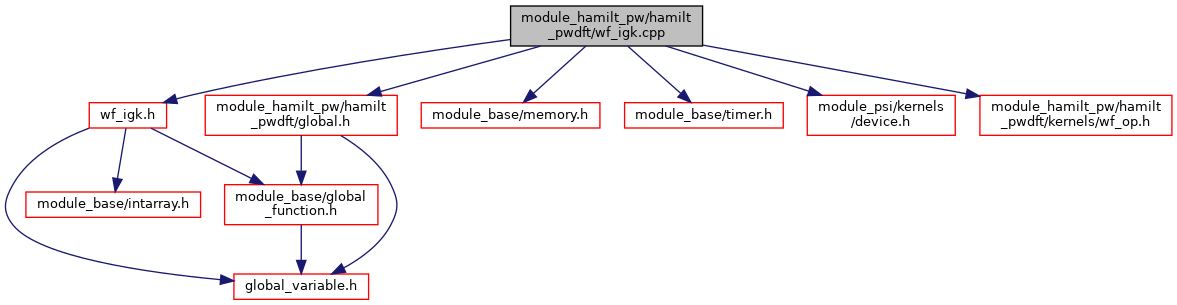 module_hamilt_pw/hamilt
_pwdft/wf_igk.cpp
wf_igk.h
module_hamilt_pw/hamilt
_pwdft/global.h
module_base/memory.h
module_base/timer.h
module_psi/kernels
/device.h
module_hamilt_pw/hamilt
_pwdft/kernels/wf_op.h
module_base/intarray.h
module_base/global
_function.h
global_variable.h